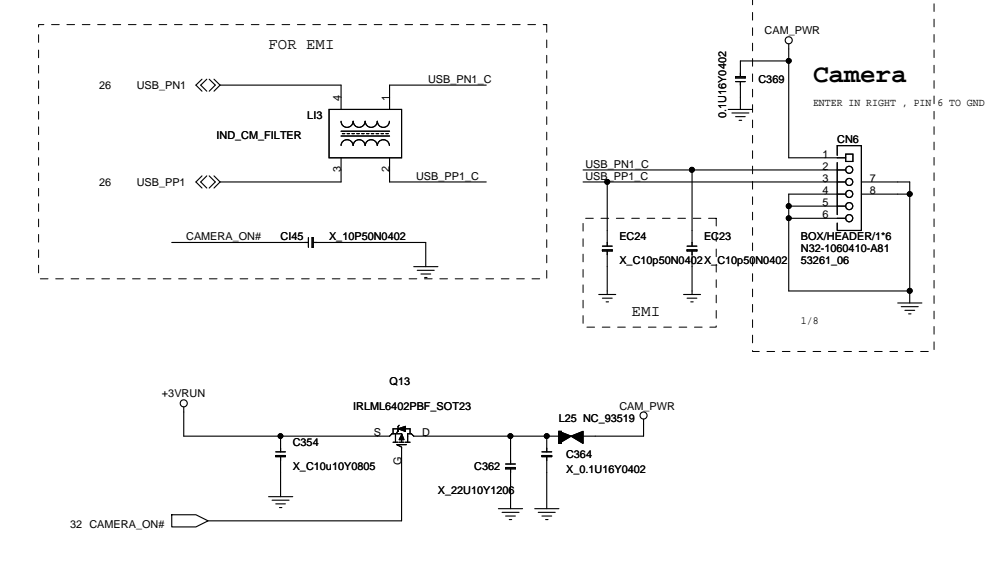 FOR EMI
26 USB_PN1
USB_PN1_C
4
1
LI3
IND_CM_FILTER
3
2
26 USB_PP1
USB_PP1_C
CAMERA_ON#
CI45
X_10P50N0402
CAM_PWR
0.1U16Y0402
C369
Camera
ENTER IN RIGHT , PIN 6 TO GND
CN6
USB_PN1_C
USB_PP1_C
1
2
3
4
5
6
7
8
BOX/HEADER/1*6
N32-1060410-A81
53261_06
EC24
X_C10p50N0402
EC23
X_C10p50N0402
EMI
1/8
+3VRUN
Q13
IRLML6402PBF_SOT23
S
D
G
C354
X_C10u10Y0805
C362
X_22U10Y1206
L25 NC_93519
CAM_PWR
C364
X_0.1U16Y0402
32 CAMERA_ON#